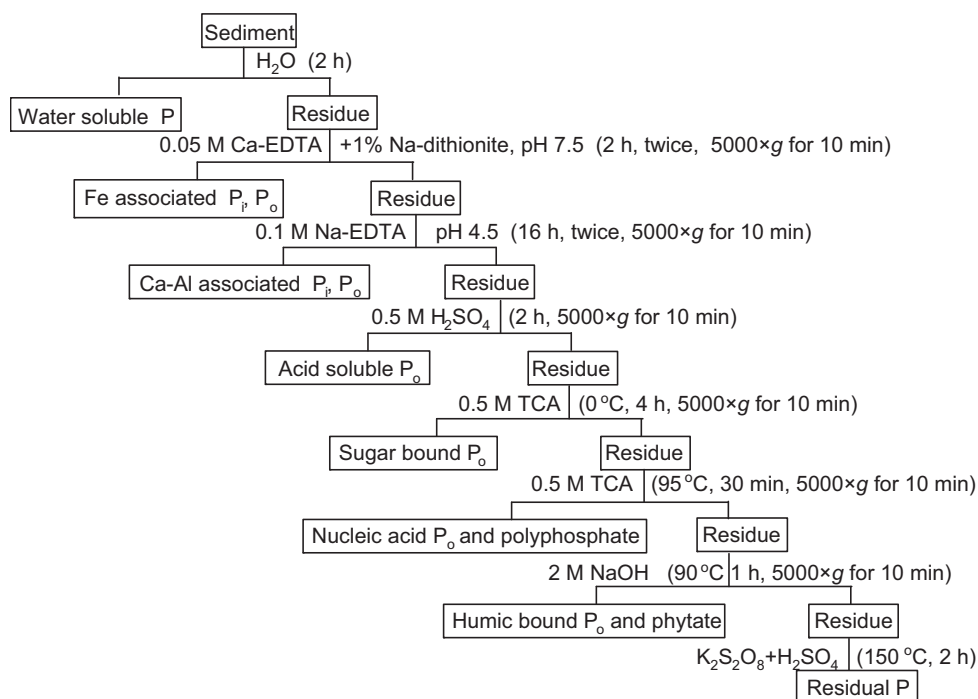 Sediment
H₂O (2 h)
Water soluble P
Residue
0.05 M Ca-EDTA +1% Na-dithionite, pH 7.5 (2 h, twice, 5000×g for 10 min)
Fe associated Pᵢ, Pₒ
Residue
0.1 M Na-EDTA pH 4.5 (16 h, twice, 5000×g for 10 min)
Ca-Al associated Pᵢ, Pₒ
Residue
0.5 M H₂SO₄ (2 h, 5000×g for 10 min)
Acid soluble Pₒ
Residue
0.5 M TCA (0 °C, 4 h, 5000×g for 10 min)
Sugar bound Pₒ
Residue
0.5 M TCA (95 °C, 30 min, 5000×g for 10 min)
Nucleic acid Pₒ and polyphosphate
Residue
2 M NaOH (90 °C 1 h, 5000×g for 10 min)
Humic bound Pₒ and phytate
Residue
K₂S₂O₈+H₂SO₄ (150 °C, 2 h)
Residual P